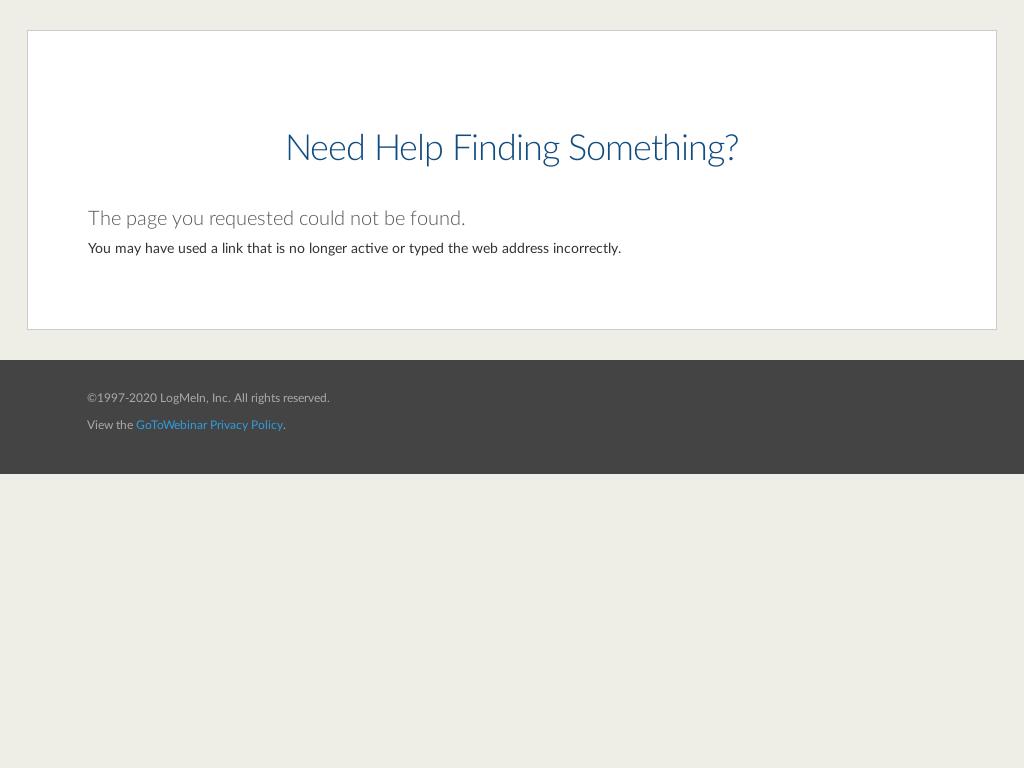 Need Help Finding Something?
The page you requested could not be found.
You may have used a link that is no longer active or typed the web address incorrectly.
©1997-2020 LogMeIn, Inc. All rights reserved.
View the GoToWebinar Privacy Policy.